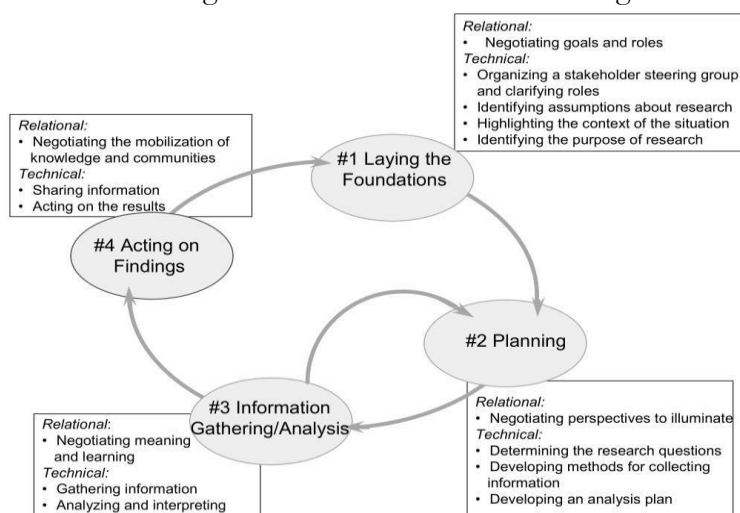 Relational:
• Negotiating goals and roles
Technical:
• Organizing a stakeholder steering group
and clarifying roles
• Identifying assumptions about research
• Highlighting the context of the situation
• Identifying the purpose of research
Relational:
• Negotiating the mobilization of
knowledge and communities
Technical:
• Sharing information
• Acting on the results
#1 Laying the
Foundations
#4 Acting on
Findings
#2 Planning
#3 Information
Gathering/Analysis
Relational:
• Negotiating perspectives to illuminate
Technical:
• Determining the research questions
• Developing methods for collecting
information
• Developing an analysis plan
Relational:
• Negotiating meaning
and learning
Technical:
• Gathering information
• Analyzing and interpreting